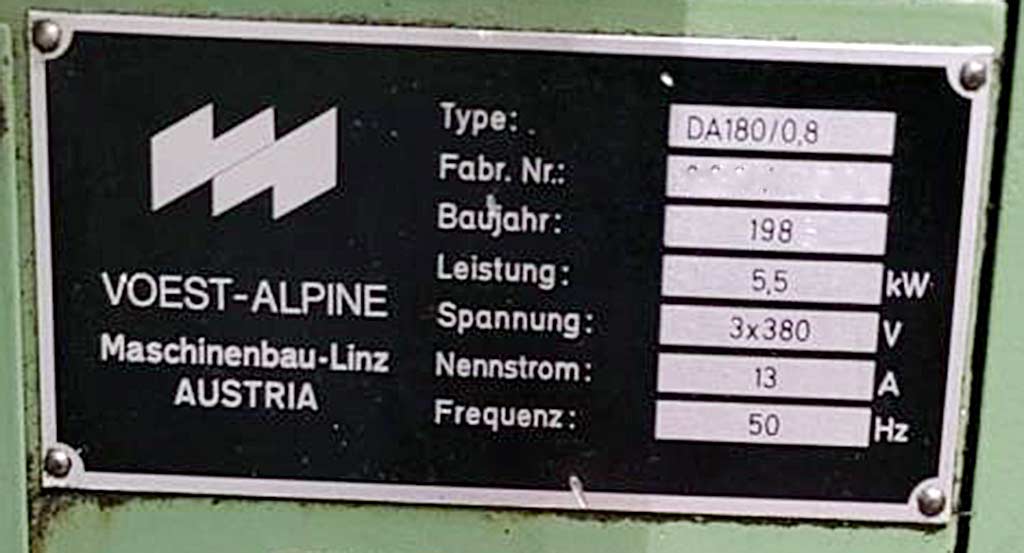 Type: DA180/0,8
Fabr. Nr.:
Baujahr: 198
Leistung: 5,5 kW
Spannung: 3x380 V
Nennstrom: 13 A
Frequenz: 50 Hz
VOEST-ALPINE
Maschinenbau-Linz
AUSTRIA